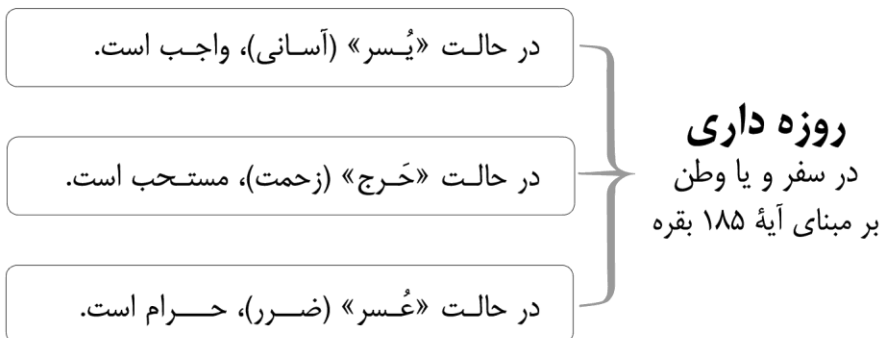 روزه داری
در سفر و یا وطن
بر مبنای آیهٔ ۱۸۵ بقره
در حالت «یُسر» (آسانی)، واجب است.
در حالت «حَرج» (زحمت)، مستحب است.
در حالت «عُسر» (ضرر)، حرام است.